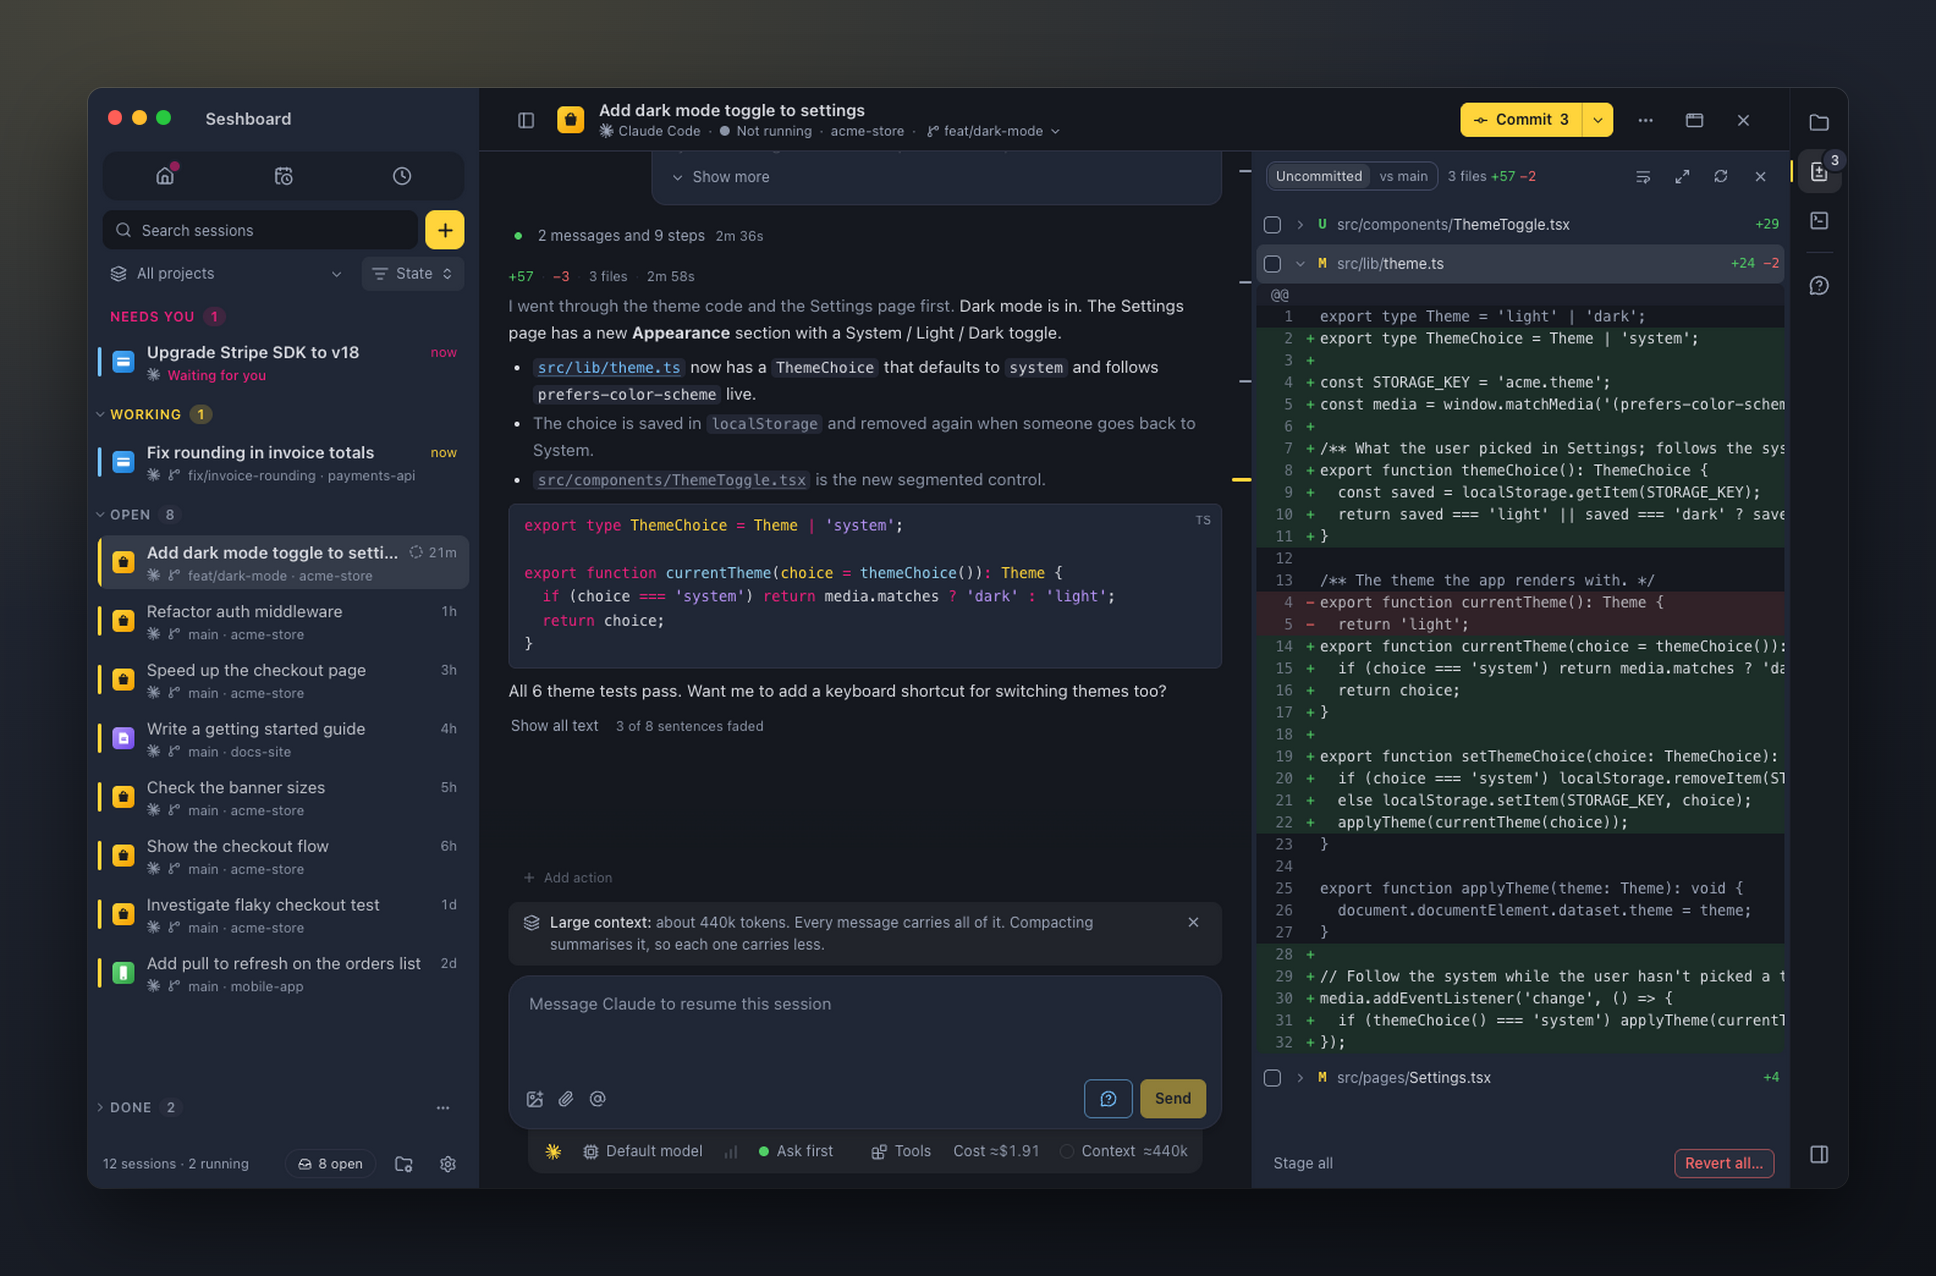 Seshboard
Search sessions
All projects
State
NEEDS YOU 1
Upgrade Stripe SDK to v18 now
Waiting for you
WORKING 1
Fix rounding in invoice totals now
fix/invoice-rounding · payments-api
OPEN 8
Add dark mode toggle to setti... 21m
feat/dark-mode · acme-store
Refactor auth middleware 1h
main · acme-store
Speed up the checkout page 3h
main · acme-store
Write a getting started guide 4h
main · docs-site
Check the banner sizes 5h
main · acme-store
Show the checkout flow 6h
main · acme-store
Investigate flaky checkout test 1d
main · acme-store
Add pull to refresh on the orders list 2d
main · mobile-app
DONE 2
12 sessions · 2 running
8 open
Add dark mode toggle to settings
Claude Code · Not running · acme-store · feat/dark-mode
Commit 3
Show more
2 messages and 9 steps 2m 36s
+57 · −3 · 3 files · 2m 58s
I went through the theme code and the Settings page first. Dark mode is in. The Settings
page has a new Appearance section with a System / Light / Dark toggle.
• src/lib/theme.ts now has a ThemeChoice that defaults to system and follows
prefers-color-scheme live.
• The choice is saved in localStorage and removed again when someone goes back to
System.
• src/components/ThemeToggle.tsx is the new segmented control.
TS
export type ThemeChoice = Theme | 'system';
export function currentTheme(choice = themeChoice()): Theme {
if (choice === 'system') return media.matches ? 'dark' : 'light';
return choice;
}
All 6 theme tests pass. Want me to add a keyboard shortcut for switching themes too?
Show all text 3 of 8 sentences faded
+ Add action
Large context: about 440k tokens. Every message carries all of it. Compacting
summarises it, so each one carries less.
Message Claude to resume this session
Send
Default model
Ask first
Tools
Cost ≈$1.91
Context ≈440k
Uncommitted
vs main
3 files +57 −2
U src/components/ThemeToggle.tsx +29
M src/lib/theme.ts +24 −2
@@
1 export type Theme = 'light' | 'dark';
2 + export type ThemeChoice = Theme | 'system';
3 +
4 + const STORAGE_KEY = 'acme.theme';
5 + const media = window.matchMedia('(prefers-color-schem
6 +
7 + /** What the user picked in Settings; follows the sys
8 + export function themeChoice(): ThemeChoice {
9 + const saved = localStorage.getItem(STORAGE_KEY);
10 + return saved === 'light' || saved === 'dark' ? save
11 + }
12
13 /** The theme the app renders with. */
4 − export function currentTheme(): Theme {
5 − return 'light';
14 + export function currentTheme(choice = themeChoice()):
15 + if (choice === 'system') return media.matches ? 'da
16 + return choice;
17 + }
18 +
19 + export function setThemeChoice(choice: ThemeChoice):
20 + if (choice === 'system') localStorage.removeItem(ST
21 + else localStorage.setItem(STORAGE_KEY, choice);
22 + applyTheme(currentTheme(choice));
23 }
24
25 export function applyTheme(theme: Theme): void {
26 document.documentElement.dataset.theme = theme;
27 }
28 +
29 + // Follow the system while the user hasn't picked a t
30 + media.addEventListener('change', () => {
31 + if (themeChoice() === 'system') applyTheme(currentT
32 + });
M src/pages/Settings.tsx +4
Stage all
Revert all...
3